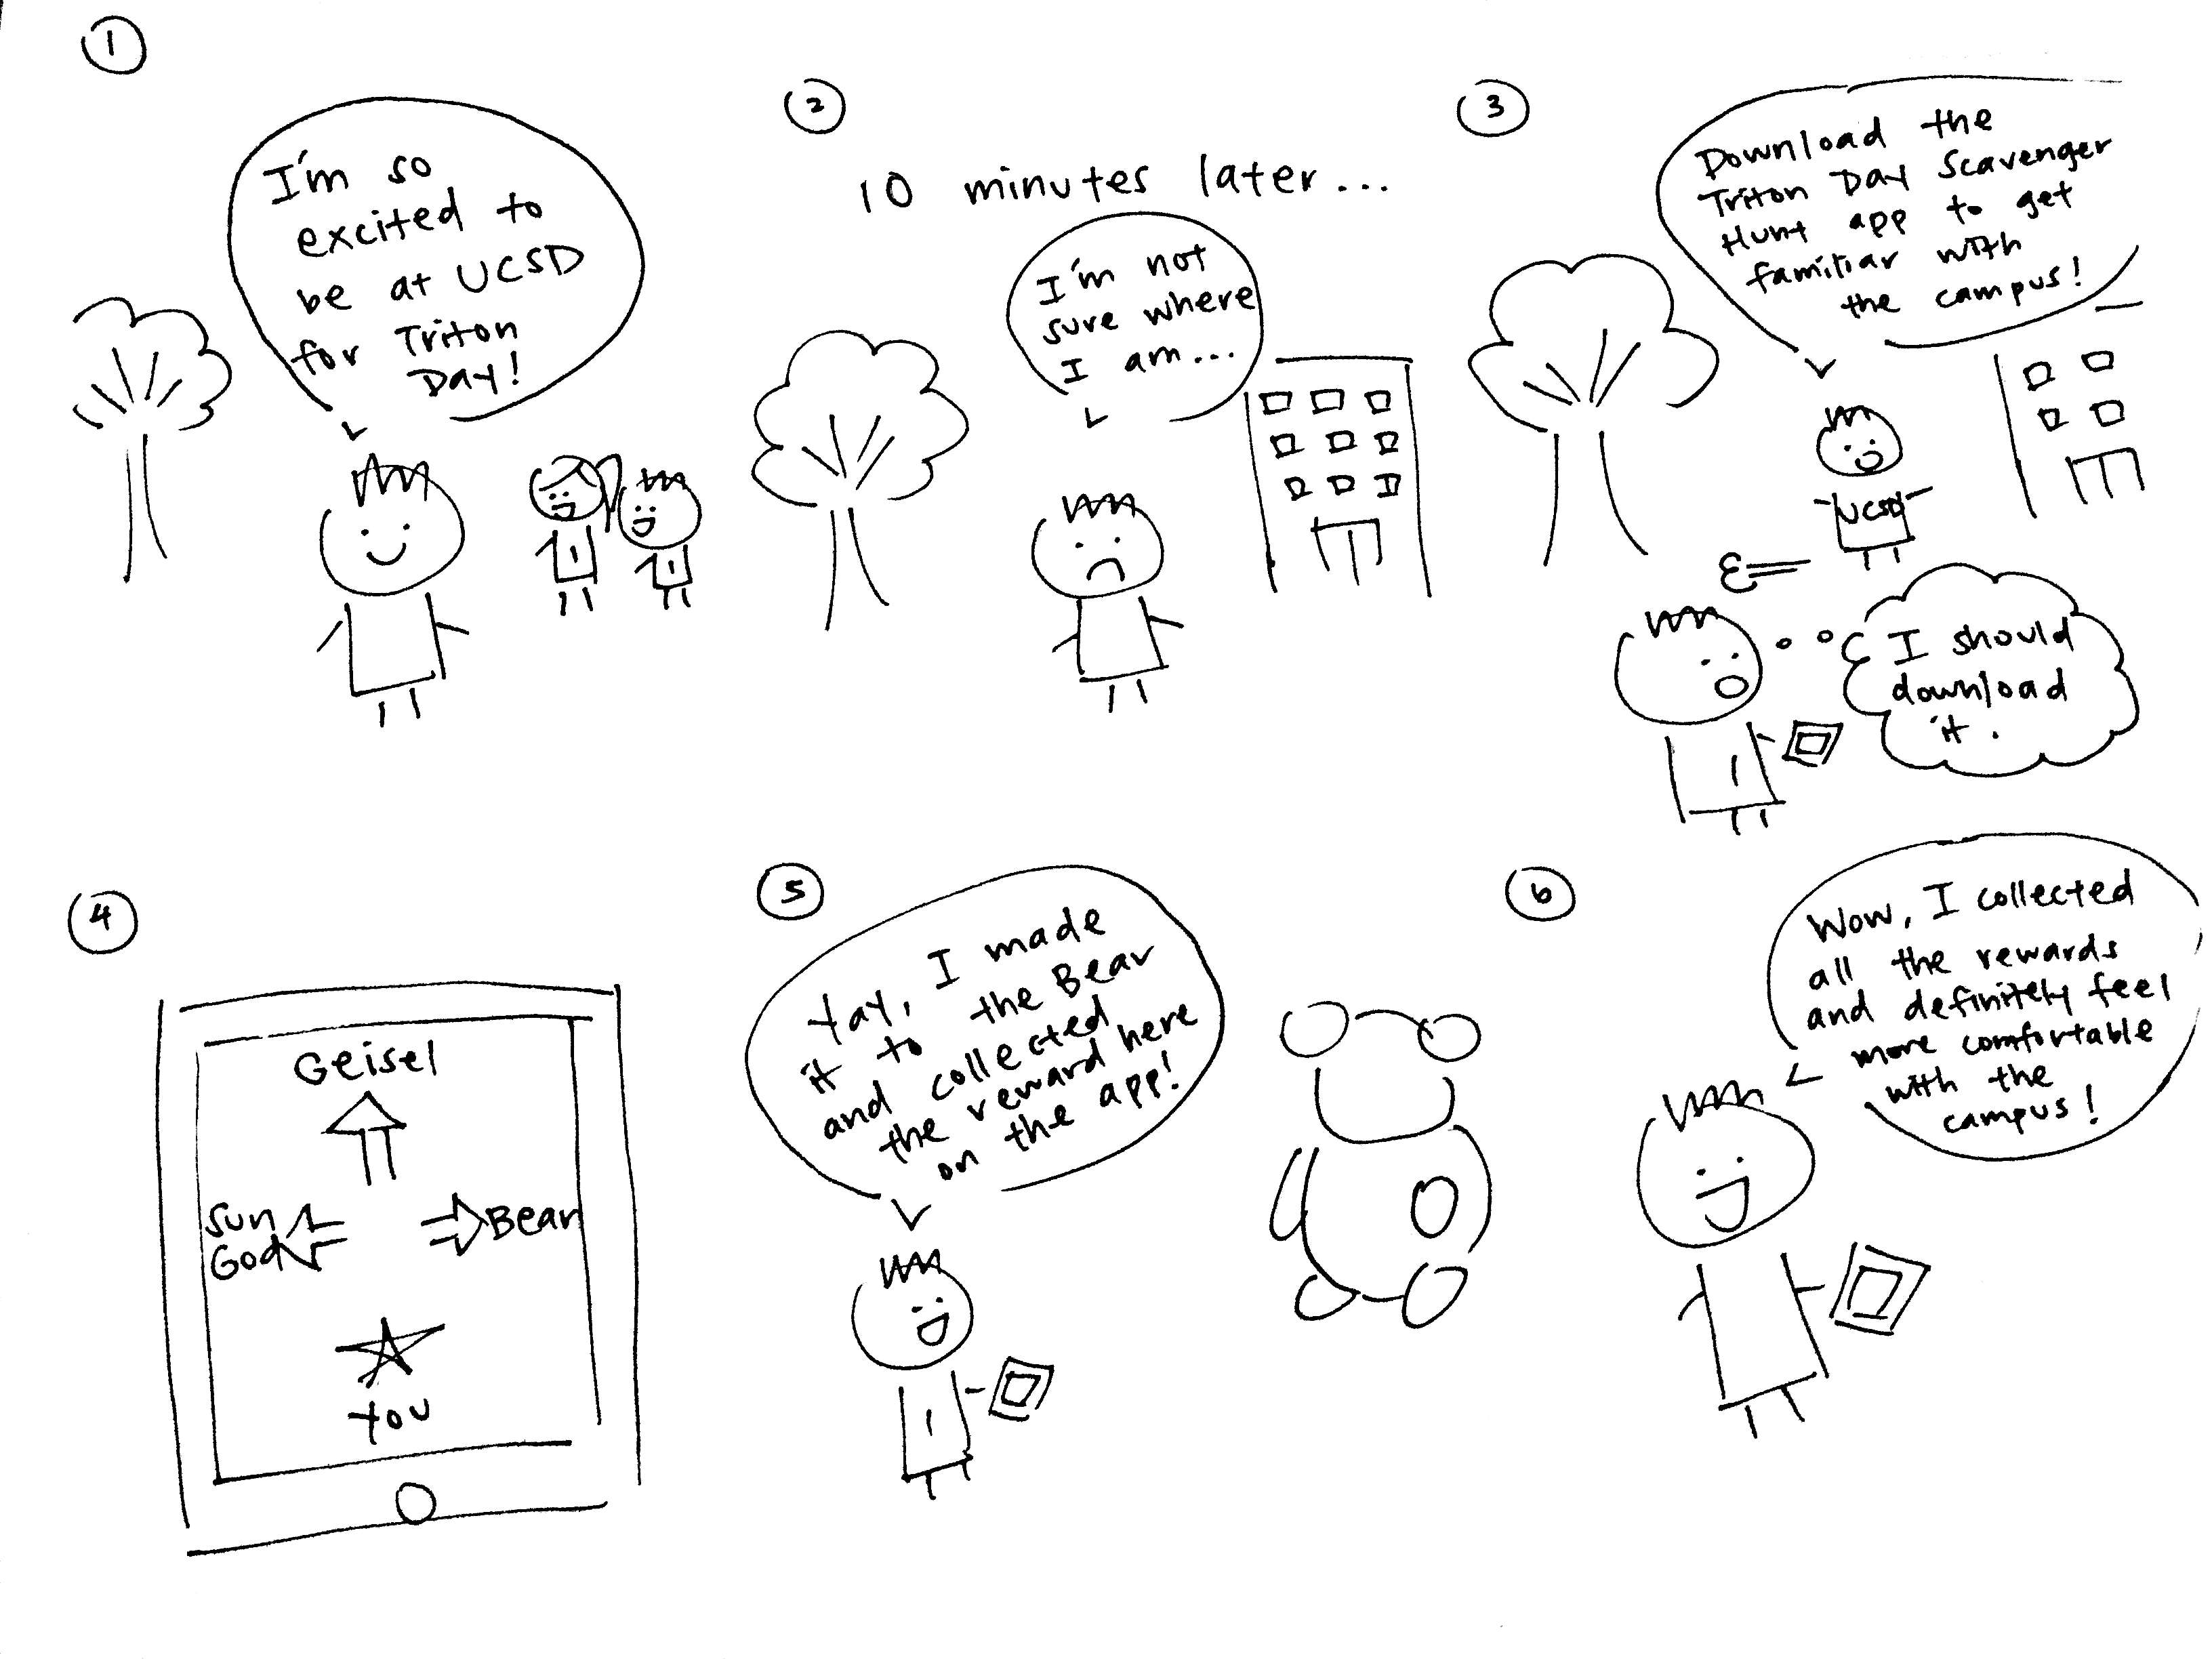 1
I'm so
excited to
be at UCSD
for Triton
Day!
2
10 minutes later...
I'm not
sure where
I am...
3
Download the
Triton Day Scavenger
Hunt app to get
familiar with
the campus!
UCSD
I should
download
it.
4
Geisel
Sun
God
Bear
You
5
Yay, I made
it to the Bear
and collected
the reward here
on the app!
6
Wow, I collected
all the rewards
and definitely feel
more comfortable
with the
campus!